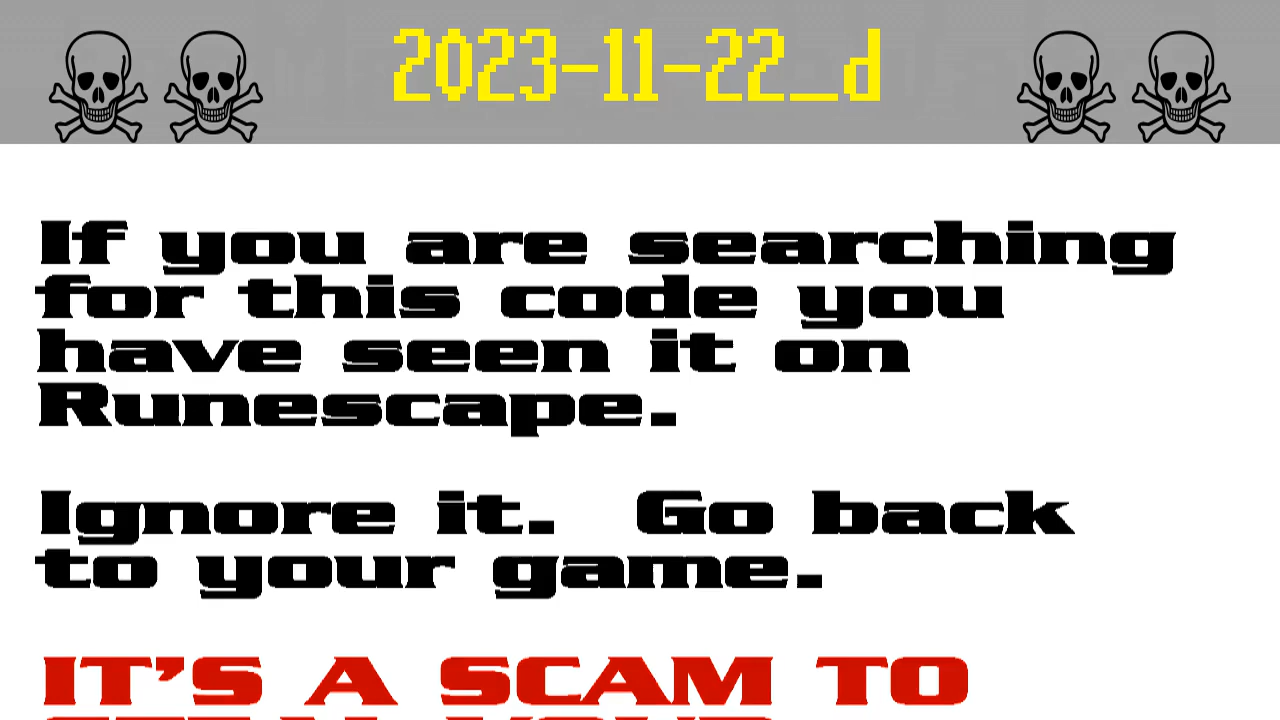 2023-11-22_d
If you are searching
for this code you
have seen it on
Runescape.
Ignore it.  Go back
to your game.
IT'S A SCAM TO